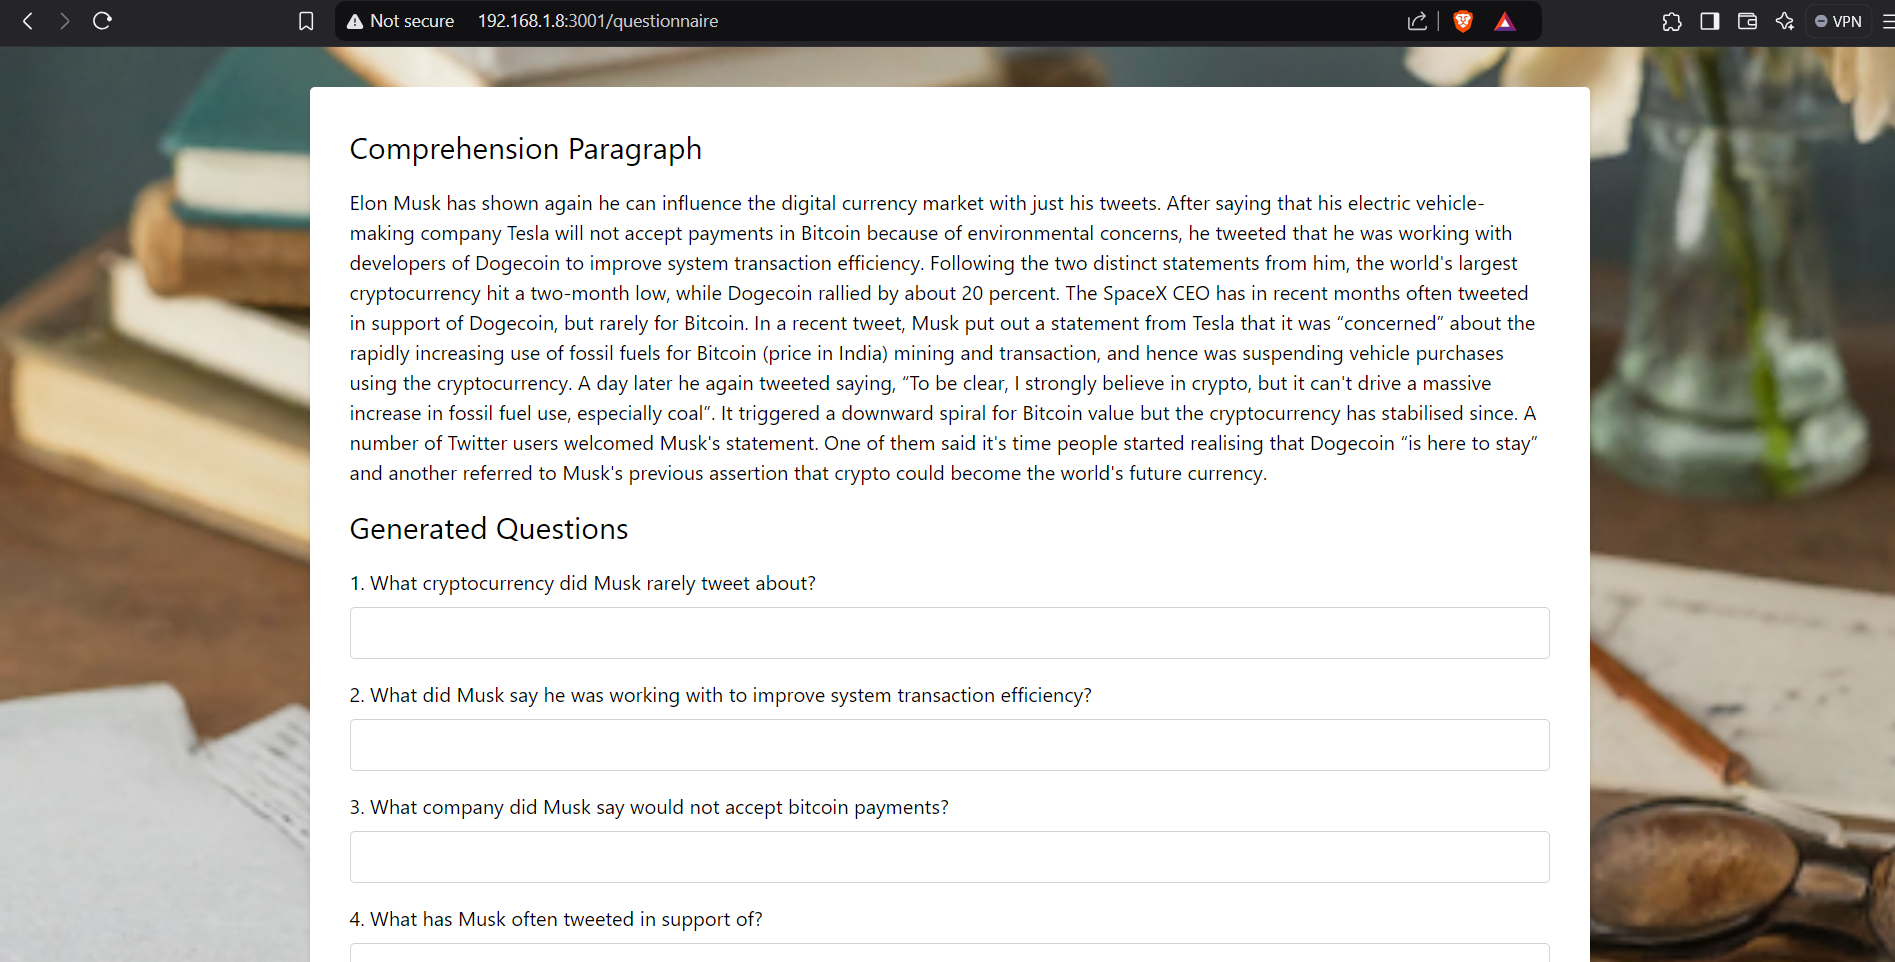 Not secure 192.168.1.8:3001/questionnaire VPN
Comprehension Paragraph
Elon Musk has shown again he can influence the digital currency market with just his tweets. After saying that his electric vehicle-
making company Tesla will not accept payments in Bitcoin because of environmental concerns, he tweeted that he was working with
developers of Dogecoin to improve system transaction efficiency. Following the two distinct statements from him, the world's largest
cryptocurrency hit a two-month low, while Dogecoin rallied by about 20 percent. The SpaceX CEO has in recent months often tweeted
in support of Dogecoin, but rarely for Bitcoin. In a recent tweet, Musk put out a statement from Tesla that it was “concerned” about the
rapidly increasing use of fossil fuels for Bitcoin (price in India) mining and transaction, and hence was suspending vehicle purchases
using the cryptocurrency. A day later he again tweeted saying, “To be clear, I strongly believe in crypto, but it can't drive a massive
increase in fossil fuel use, especially coal”. It triggered a downward spiral for Bitcoin value but the cryptocurrency has stabilised since. A
number of Twitter users welcomed Musk's statement. One of them said it's time people started realising that Dogecoin “is here to stay”
and another referred to Musk's previous assertion that crypto could become the world's future currency.
Generated Questions
1. What cryptocurrency did Musk rarely tweet about?
2. What did Musk say he was working with to improve system transaction efficiency?
3. What company did Musk say would not accept bitcoin payments?
4. What has Musk often tweeted in support of?